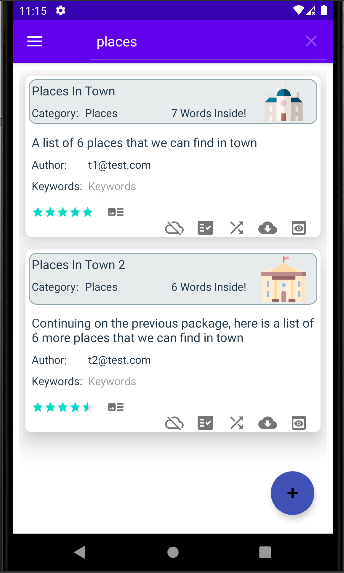 11:15
places
Places In Town
Category: Places 7 Words Inside!
A list of 6 places that we can find in town
Author: t1@test.com
Keywords: Keywords
Places In Town 2
Category: Places 6 Words Inside!
Continuing on the previous package, here is a list of
6 more places that we can find in town
Author: t2@test.com
Keywords: Keywords